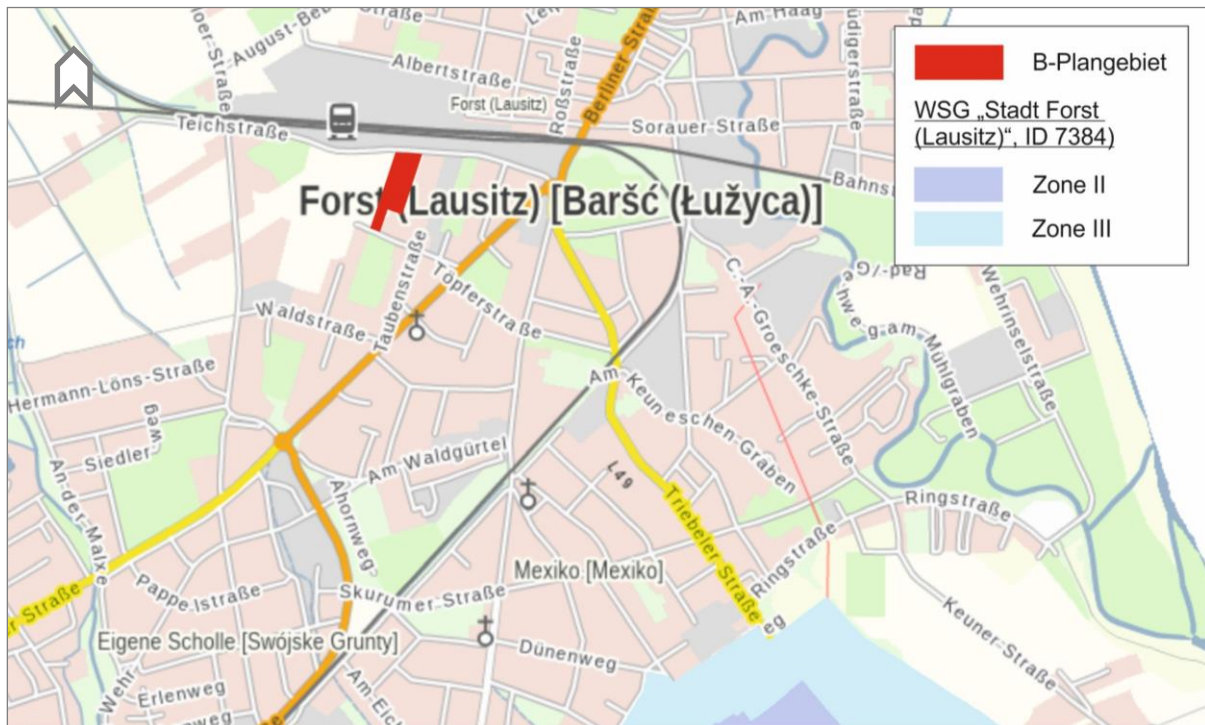 B-Plangebiet
WSG „Stadt Forst
(Lausitz)“, ID 7384)
Zone II
Zone III
Am Haag
Albertstraße
Roßstraße
Forst (Lausitz)
Sorauer-Straße
Teichstraße
Forst (Lausitz) [Baršć (Łužyca)]
Taubenstraße
Töpferstraße
Waldstraße
C.-A.-Groeschke-Straße
Wehrinselstraße
Mühlgraben
Hermann-Löns-Straße
Am-Keuneschen-Graben
Siedler
weg
Am Waldgürtel
An-der-Malxe
Ahornweg
L49
Triebeler Straße
Ringstraße
Ringstraße
Mexiko [Mexiko]
Pappelstraße
Skurumer-Straße
Eigene Scholle [Swójske Grunty]
Keuner-Straße
Dünenweg
Erlenweg